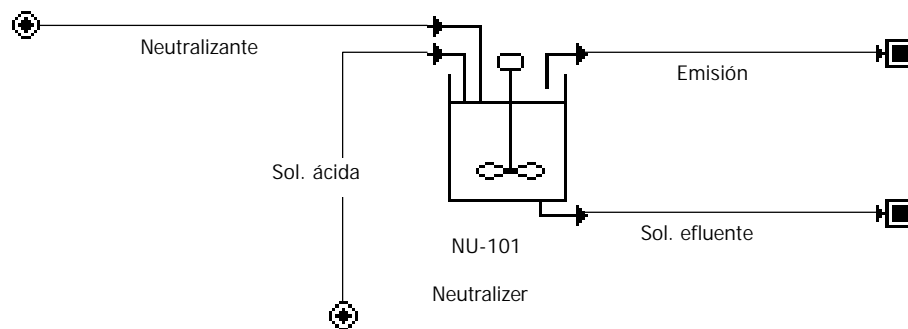 Neutralizante
Emisión
Sol. ácida
Sol. efluente
NU-101
Neutralizer